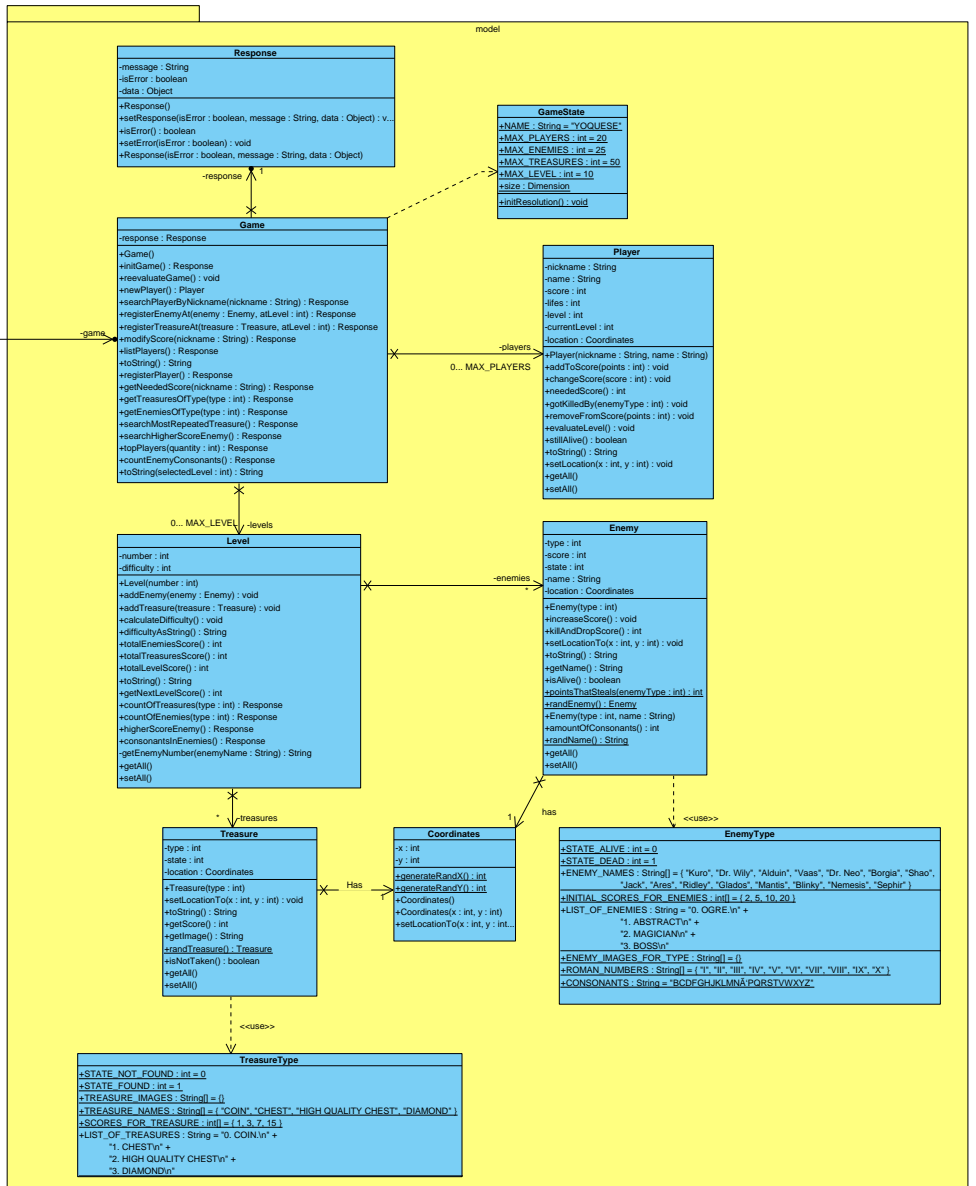 model
Response
-message : String
-isError : boolean
-data : Object
+Response()
+setResponse(isError : boolean, message : String, data : Object) : v...
+isError() : boolean
+setError(isError : boolean) : void
+Response(isError : boolean, message : String, data : Object)
-response
1
GameState
+NAME : String = "YOQUESE"
+MAX_PLAYERS : int = 20
+MAX_ENEMIES : int = 25
+MAX_TREASURES : int = 50
+MAX_LEVEL : int = 10
+size : Dimension
+initResolution() : void
Game
-response : Response
+Game()
+initGame() : Response
+reevaluateGame() : void
+newPlayer() : Player
+searchPlayerByNickname(nickname : String) : Response
+registerEnemyAt(enemy : Enemy, atLevel : int) : Response
+registerTreasureAt(treasure : Treasure, atLevel : int) : Response
+modifyScore(nickname : String) : Response
+listPlayers() : Response
+toString() : String
+registerPlayer() : Response
+getNeededScore(nickname : String) : Response
+getTreasuresOfType(type : int) : Response
+getEnemiesOfType(type : int) : Response
+searchMostRepeatedTreasure() : Response
+searchHigherScoreEnemy() : Response
+topPlayers(quantity : int) : Response
+countEnemyConsonants() : Response
+toString(selectedLevel : int) : String
-game
-players
0... MAX_PLAYERS
Player
-nickname : String
-name : String
-score : int
-lifes : int
-level : int
-currentLevel : int
-location : Coordinates
+Player(nickname : String, name : String)
+addToScore(points : int) : void
+changeScore(score : int) : void
+neededScore() : int
+gotKilledBy(enemyType : int) : void
+removeFromScore(points : int) : void
+evaluateLevel() : void
+stillAlive() : boolean
+toString() : String
+setLocation(x : int, y : int) : void
+getAll()
+setAll()
0... MAX_LEVEL
-levels
Level
-number : int
-difficulty : int
+Level(number : int)
+addEnemy(enemy : Enemy) : void
+addTreasure(treasure : Treasure) : void
+calculateDifficulty() : void
+difficultyAsString() : String
+totalEnemiesScore() : int
+totalTreasuresScore() : int
+totalLevelScore() : int
+toString() : String
+getNextLevelScore() : int
+countOfTreasures(type : int) : Response
+countOfEnemies(type : int) : Response
+higherScoreEnemy() : Response
+consonantsInEnemies() : Response
-getEnemyNumber(enemyName : String) : String
+getAll()
+setAll()
-enemies
*
Enemy
-type : int
-score : int
-state : int
-name : String
-location : Coordinates
+Enemy(type : int)
+increaseScore() : void
+killAndDropScore() : int
+setLocationTo(x : int, y : int) : void
+toString() : String
+getName() : String
+isAlive() : boolean
+pointsThatSteals(enemyType : int) : int
+randEnemy() : Enemy
+Enemy(type : int, name : String)
+amountOfConsonants() : int
+randName() : String
+getAll()
+setAll()
* -treasures
1
has
<<use>>
Treasure
-type : int
-state : int
-location : Coordinates
+Treasure(type : int)
+setLocationTo(x : int, y : int) : void
+toString() : String
+getScore() : int
+getImage() : String
+randTreasure() : Treasure
+isNotTaken() : boolean
+getAll()
+setAll()
Has
1
Coordinates
-x : int
-y : int
+generateRandX() : int
+generateRandY() : int
+Coordinates()
+Coordinates(x : int, y : int)
+setLocationTo(x : int, y : int...
EnemyType
+STATE_ALIVE : int = 0
+STATE_DEAD : int = 1
+ENEMY_NAMES : String[] = { "Kuro", "Dr. Wily", "Alduin", "Vaas", "Dr. Neo", "Borgia", "Shao",
"Jack", "Ares", "Ridley", "Glados", "Mantis", "Blinky", "Nemesis", "Sephir" }
+INITIAL_SCORES_FOR_ENEMIES : int[] = { 2, 5, 10, 20 }
+LIST_OF_ENEMIES : String = "0. OGRE.\n" +
"1. ABSTRACT\n" +
"2. MAGICIAN\n" +
"3. BOSS\n"
+ENEMY_IMAGES_FOR_TYPE : String[] = {}
+ROMAN_NUMBERS : String[] = { "I", "II", "III", "IV", "V", "VI", "VII", "VIII", "IX", "X" }
+CONSONANTS : String = "BCDFGHJKLMNÃ'PQRSTVWXYZ"
<<use>>
TreasureType
+STATE_NOT_FOUND : int = 0
+STATE_FOUND : int = 1
+TREASURE_IMAGES : String[] = {}
+TREASURE_NAMES : String[] = { "COIN", "CHEST", "HIGH QUALITY CHEST", "DIAMOND" }
+SCORES_FOR_TREASURE : int[] = { 1, 3, 7, 15 }
+LIST_OF_TREASURES : String = "0. COIN.\n" +
"1. CHEST\n" +
"2. HIGH QUALITY CHEST\n" +
"3. DIAMOND\n"